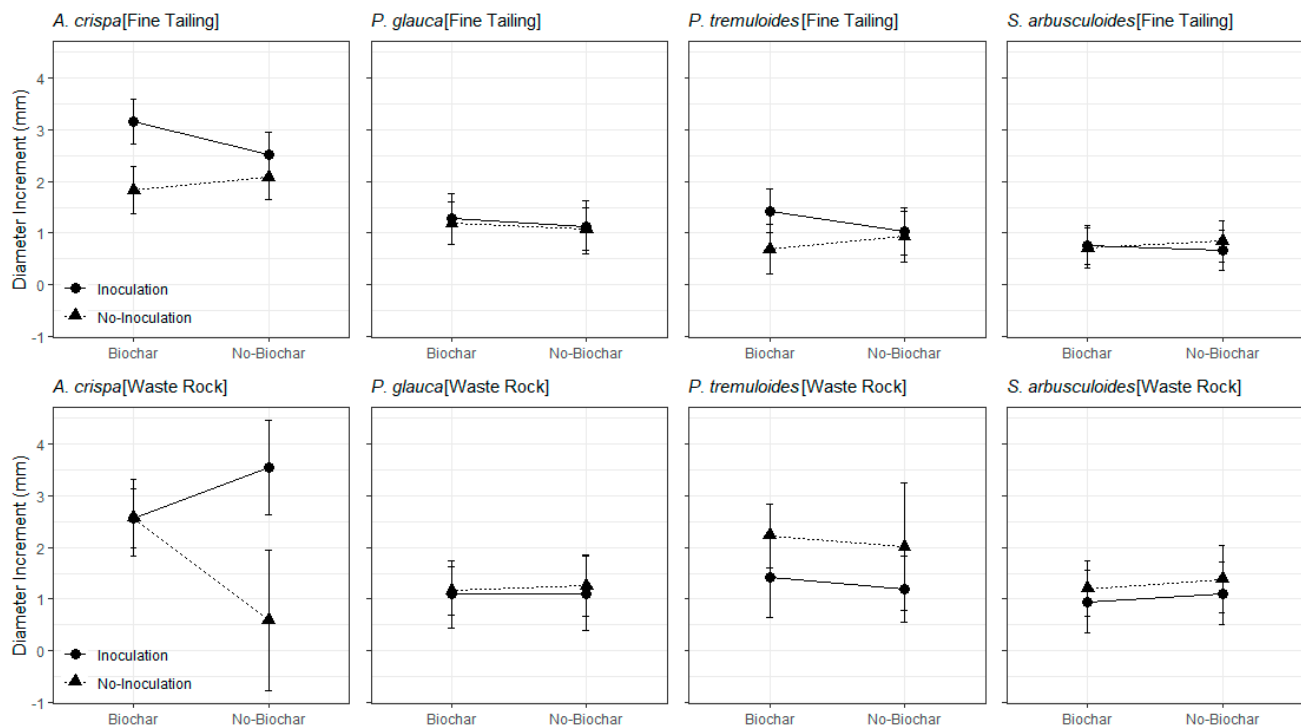 A. crispa[Fine Tailing]
P. glauca[Fine Tailing]
P. tremuloides[Fine Tailing]
S. arbusculoides[Fine Tailing]
Diameter Increment (mm)
4
3
2
1
0
-1
Inoculation
No-Inoculation
Biochar No-Biochar
Biochar No-Biochar
Biochar No-Biochar
Biochar No-Biochar
A. crispa[Waste Rock]
P. glauca[Waste Rock]
P. tremuloides[Waste Rock]
S. arbusculoides[Waste Rock]
Diameter Increment (mm)
4
3
2
1
0
-1
Inoculation
No-Inoculation
Biochar No-Biochar
Biochar No-Biochar
Biochar No-Biochar
Biochar No-Biochar